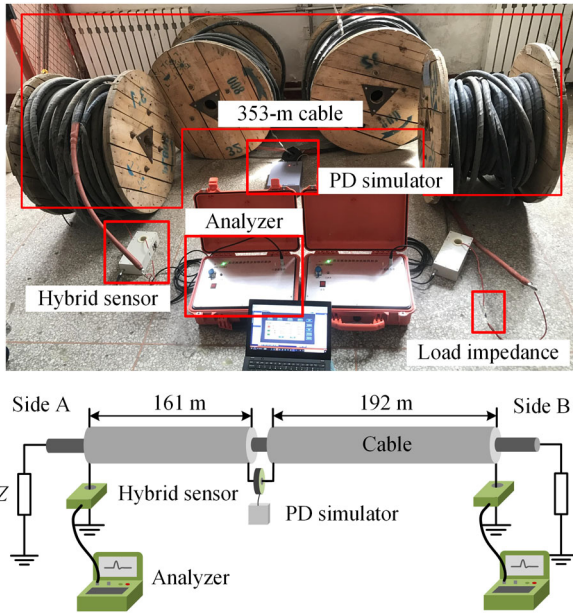 353-m cable
PD simulator
Analyzer
Hybrid sensor
Load impedance
Side A
161 m
192 m
Side B
Cable
Z
Hybrid sensor
PD simulator
Analyzer